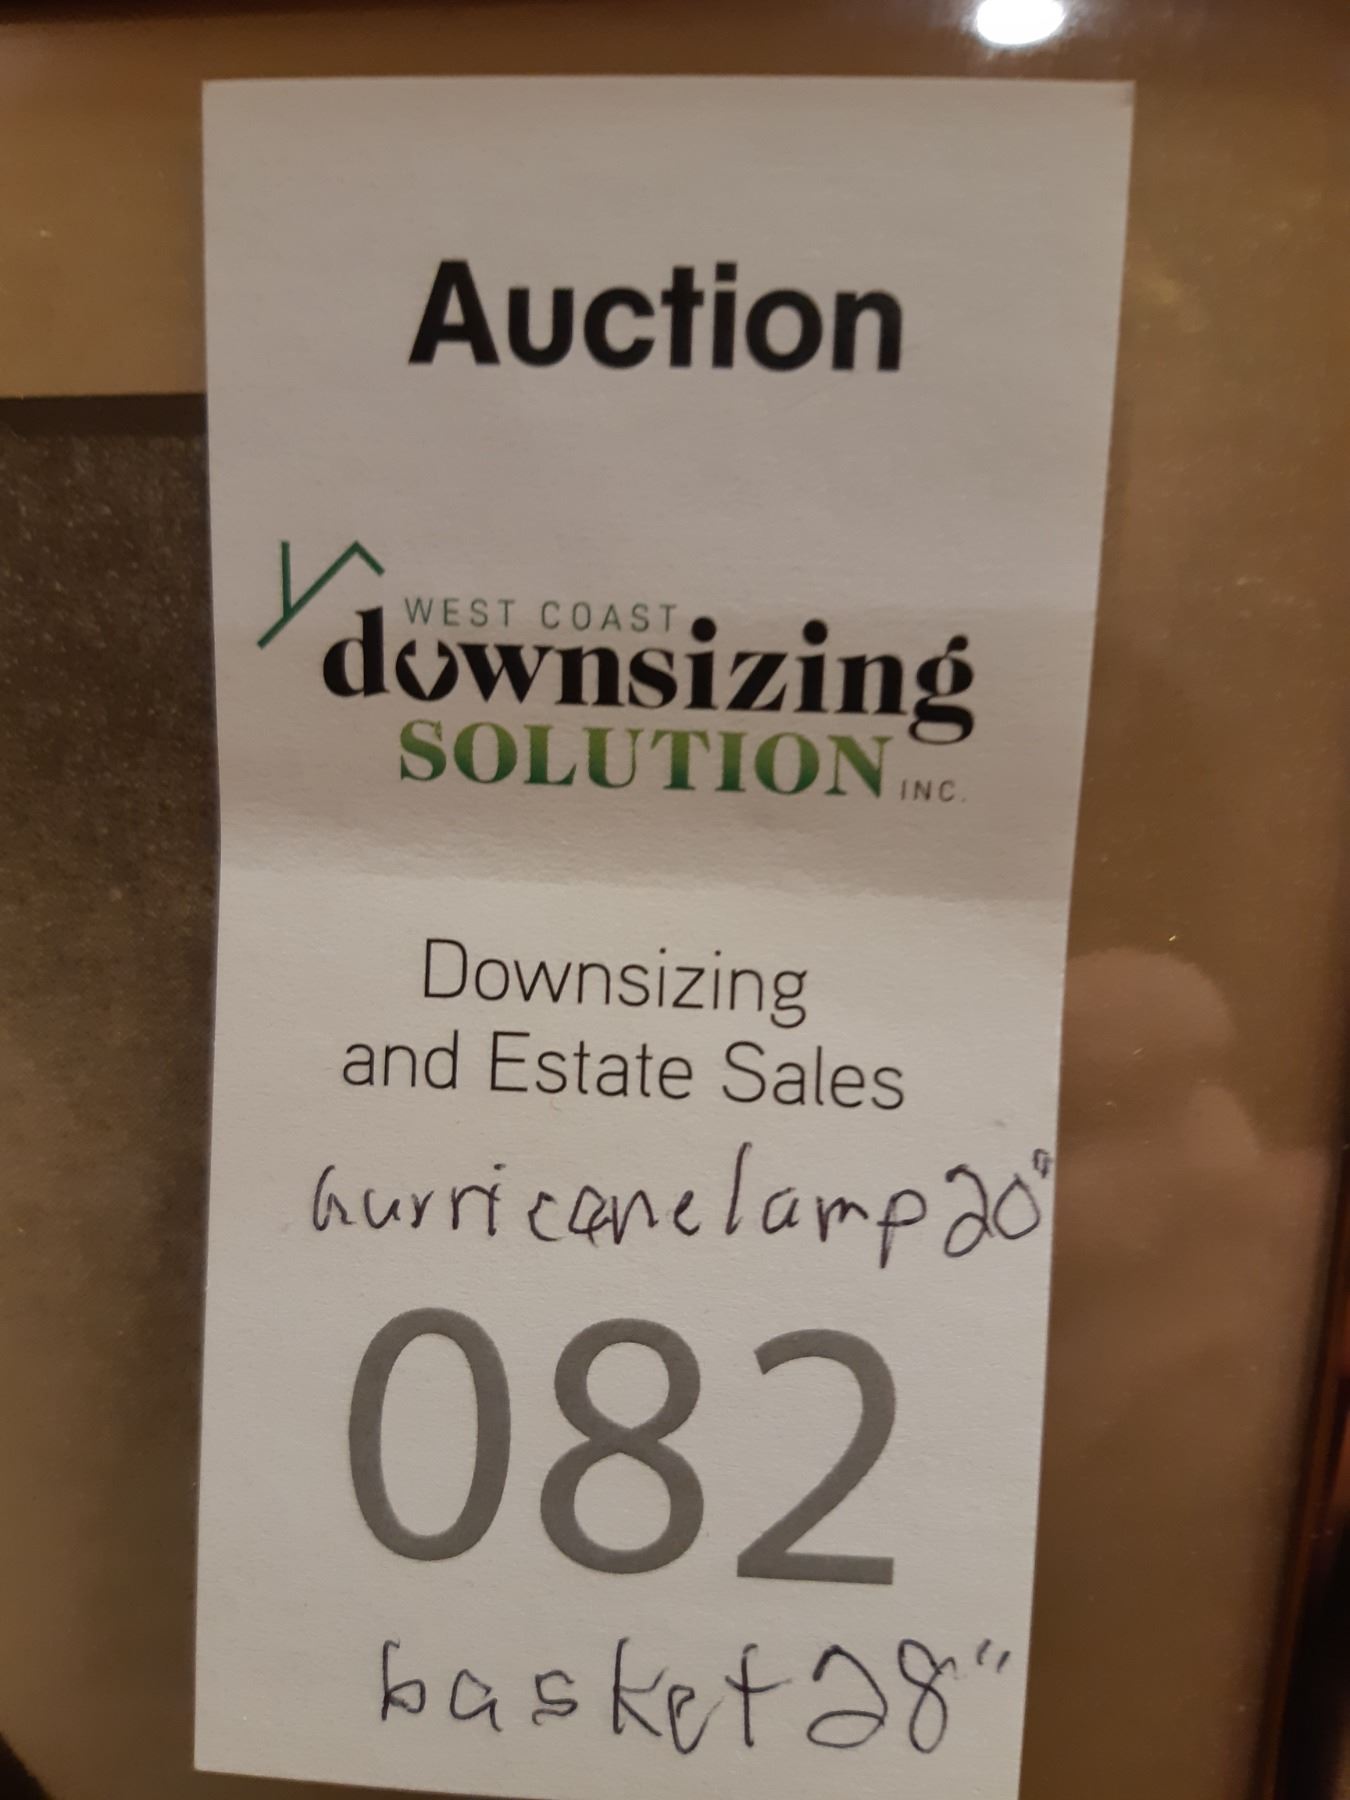 Auction
WEST COAST
downsizing
SOLUTION INC.
Downsizing
and Estate Sales
hurricane lamp 20"
082
basket 28"